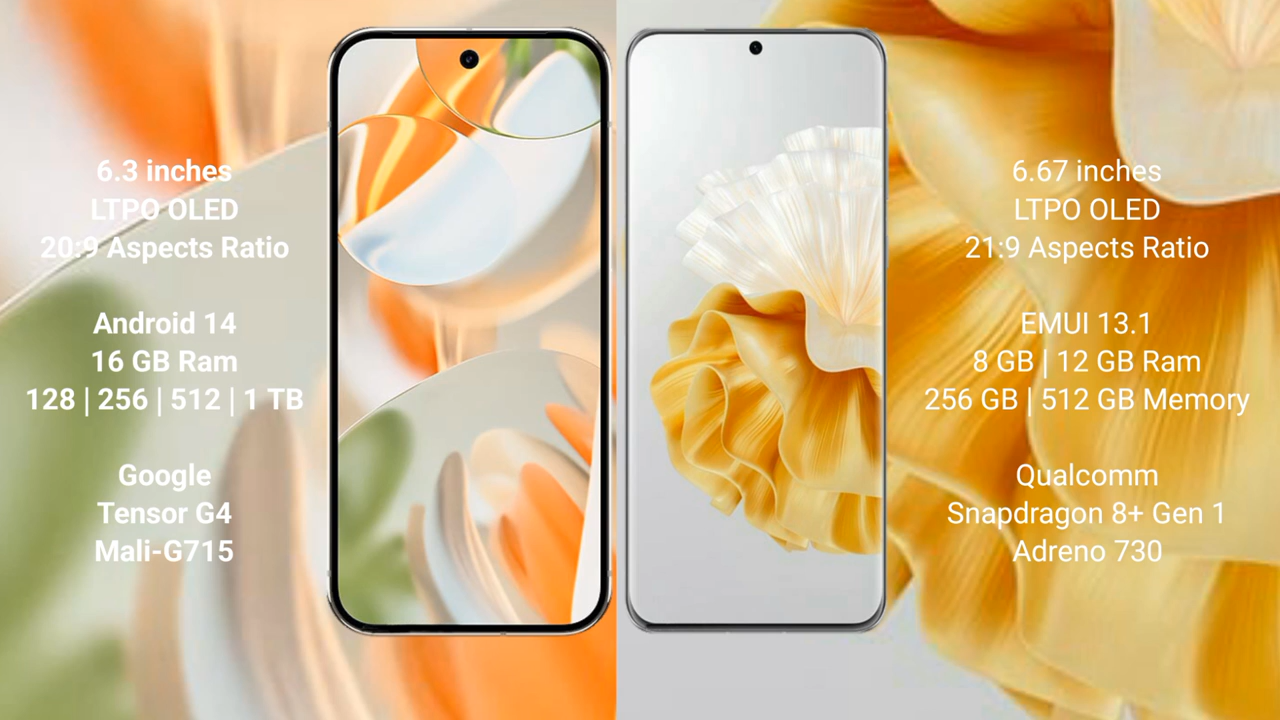 6.3 inches
LTPO OLED
20:9 Aspects Ratio
Android 14
16 GB Ram
128 | 256 | 512 | 1 TB
Google
Tensor G4
Mali-G715
6.67 inches
LTPO OLED
21:9 Aspects Ratio
EMUI 13.1
8 GB | 12 GB Ram
256 GB | 512 GB Memory
Qualcomm
Snapdragon 8+ Gen 1
Adreno 730